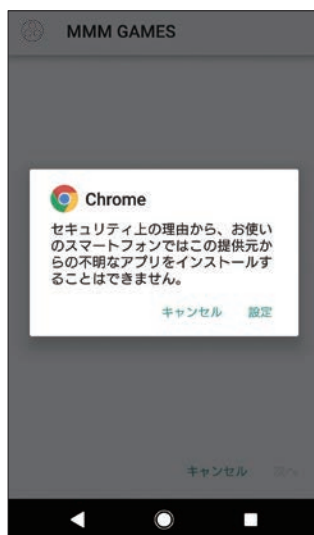 MMM GAMES
Chrome
セキュリティ上の理由から、お使い
のスマートフォンではこの提供元か
らの不明なアプリをインストールす
ることはできません。
キャンセル 設定
キャンセル 次へ